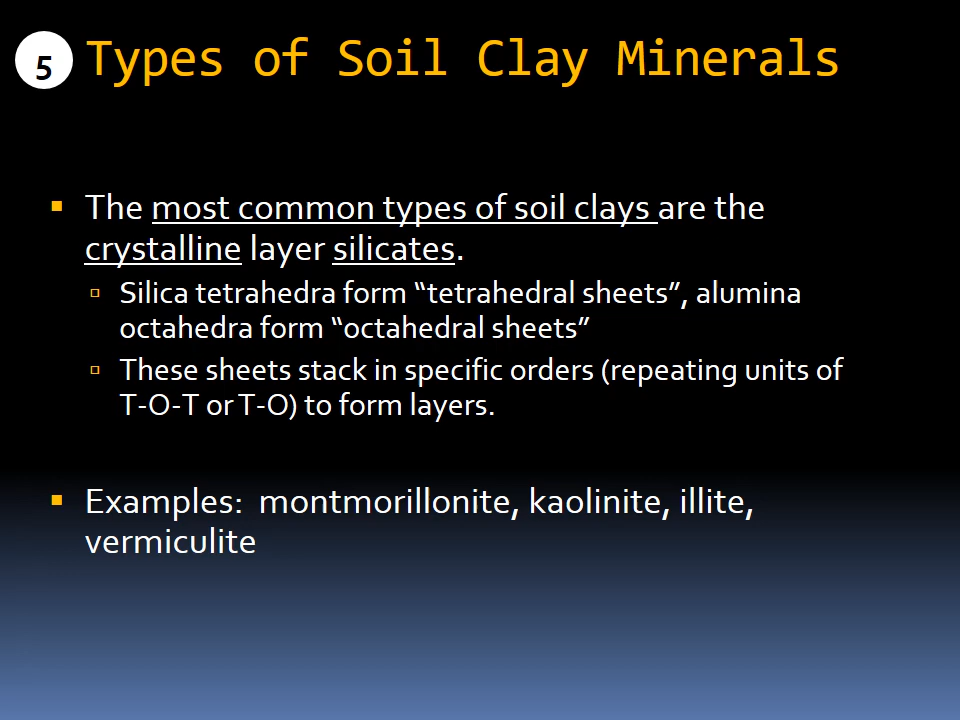 5 Types of Soil Clay Minerals
▪ The most common types of soil clays are the
crystalline layer silicates.
▫ Silica tetrahedra form “tetrahedral sheets”, alumina
octahedra form “octahedral sheets”
▫ These sheets stack in specific orders (repeating units of
T-O-T or T-O) to form layers.
▪ Examples: montmorillonite, kaolinite, illite,
vermiculite